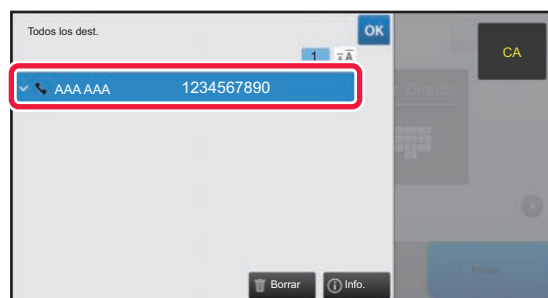 Todos los dest.
OK
1
CA
AAA AAA 1234567890
r. Directa
Borrar
Info.
Iniciar